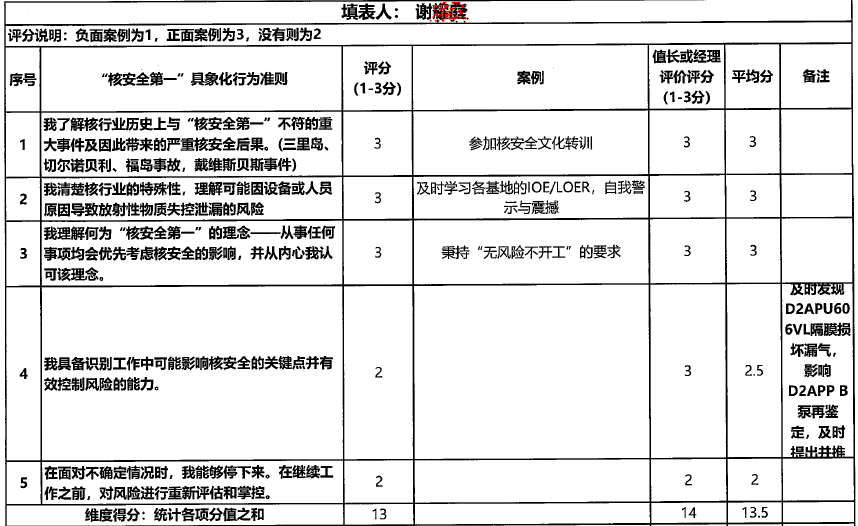 填表人： 谢
评分说明：负面案例为1，正面案例为3，没有则为2
序号
“核安全第一”具象化行为准则
评分
(1-3分)
案例
值长或经理
评价评分
(1-3分)
平均分
备注
1
我了解核行业历史上与“核安全第一”不符的重
大事件及因此带来的严重核安全后果。(三里岛、
切尔诺贝利、福岛事故，戴维斯贝斯事件)
3
参加核安全文化转训
3
3
2
我清楚核行业的特殊性，理解可能因设备或人员
原因导致放射性物质失控泄漏的风险
3
及时学习各基地的IOE/LOER，自我警
示与震撼
3
3
3
我理解何为“核安全第一”的理念——从事任何
事项均会优先考虑核安全的影响，并从内心我认
可该理念。
3
秉持“无风险不开工”的要求
3
3
4
我具备识别工作中可能影响核安全的关键点并有
效控制风险的能力。
2
3
2.5
及时发现
D2APU60
6VL隔膜损
坏漏气，
影响
D2APP B
泵再鉴
定，及时
提出并推
5
在面对不确定情况时，我能够停下来。在继续工
作之前，对风险进行重新评估和掌控。
2
2
2
维度得分：统计各项分值之和
13
14
13.5